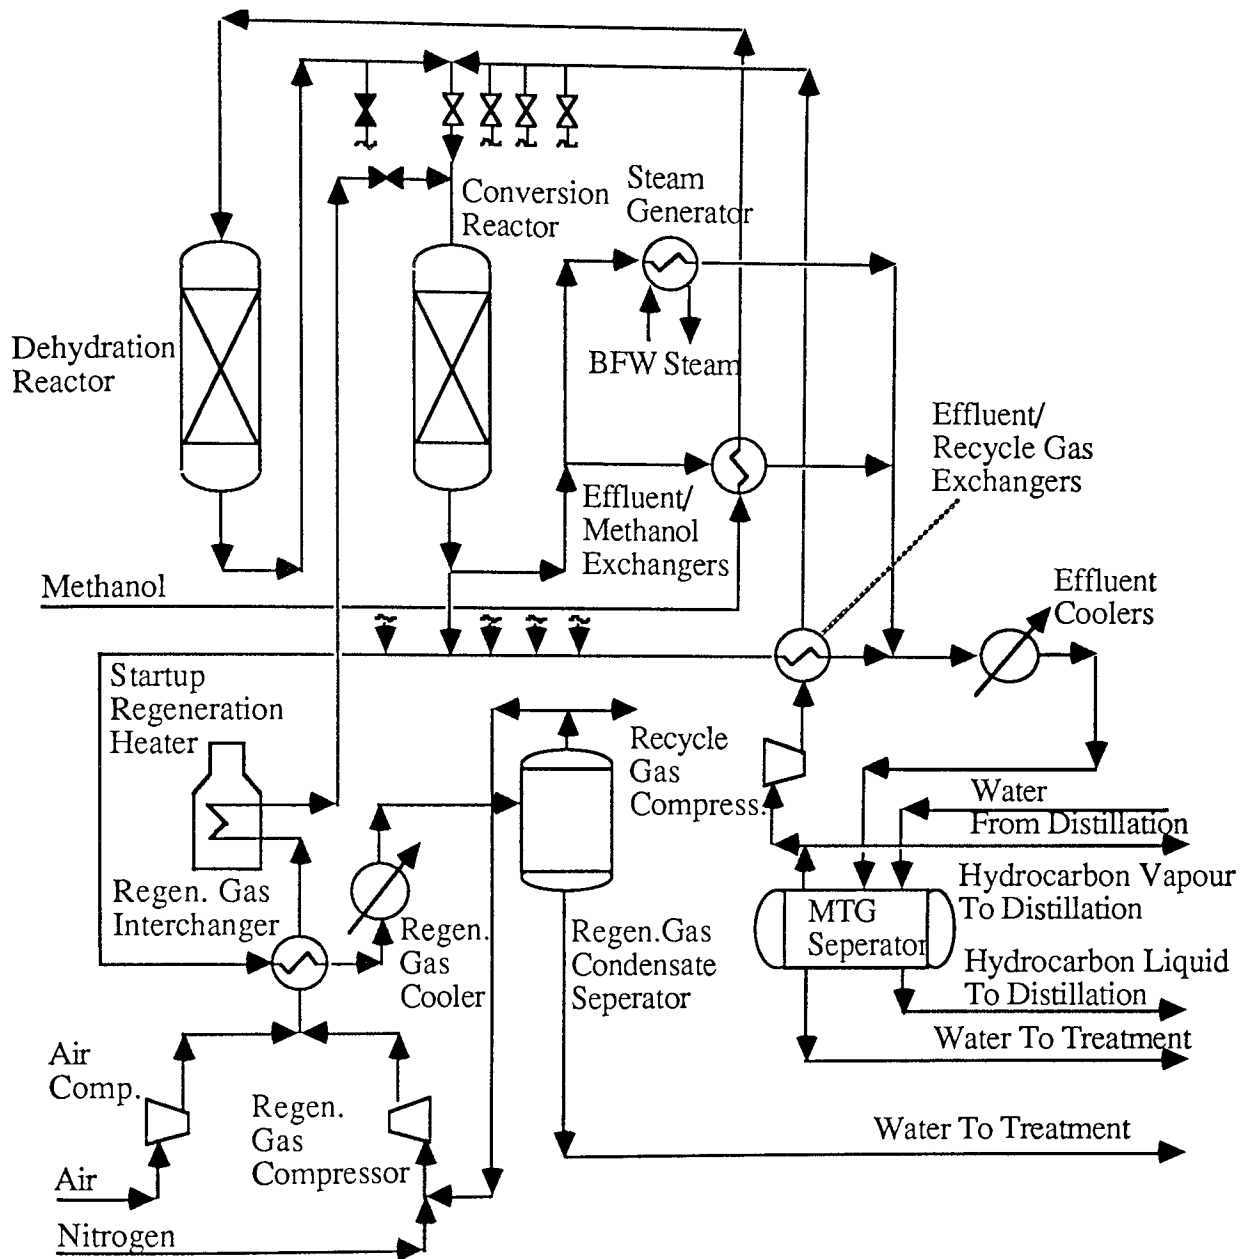 Steam
Generator
Conversion
Reactor
Dehydration
Reactor
BFW Steam
Effluent/
Recycle Gas
Exchangers
Effluent/
Methanol
Exchangers
Methanol
Effluent
Coolers
Startup
Regeneration
Heater
Recycle
Gas
Compress.
Water
From Distillation
Regen. Gas
Interchanger
Regen.
Gas
Cooler
Regen.Gas
Condensate
Seperator
MTG
Seperator
Hydrocarbon Vapour
To Distillation
Hydrocarbon Liquid
To Distillation
Water To Treatment
Air
Comp.
Regen.
Gas
Compressor
Water To Treatment
Air
Nitrogen